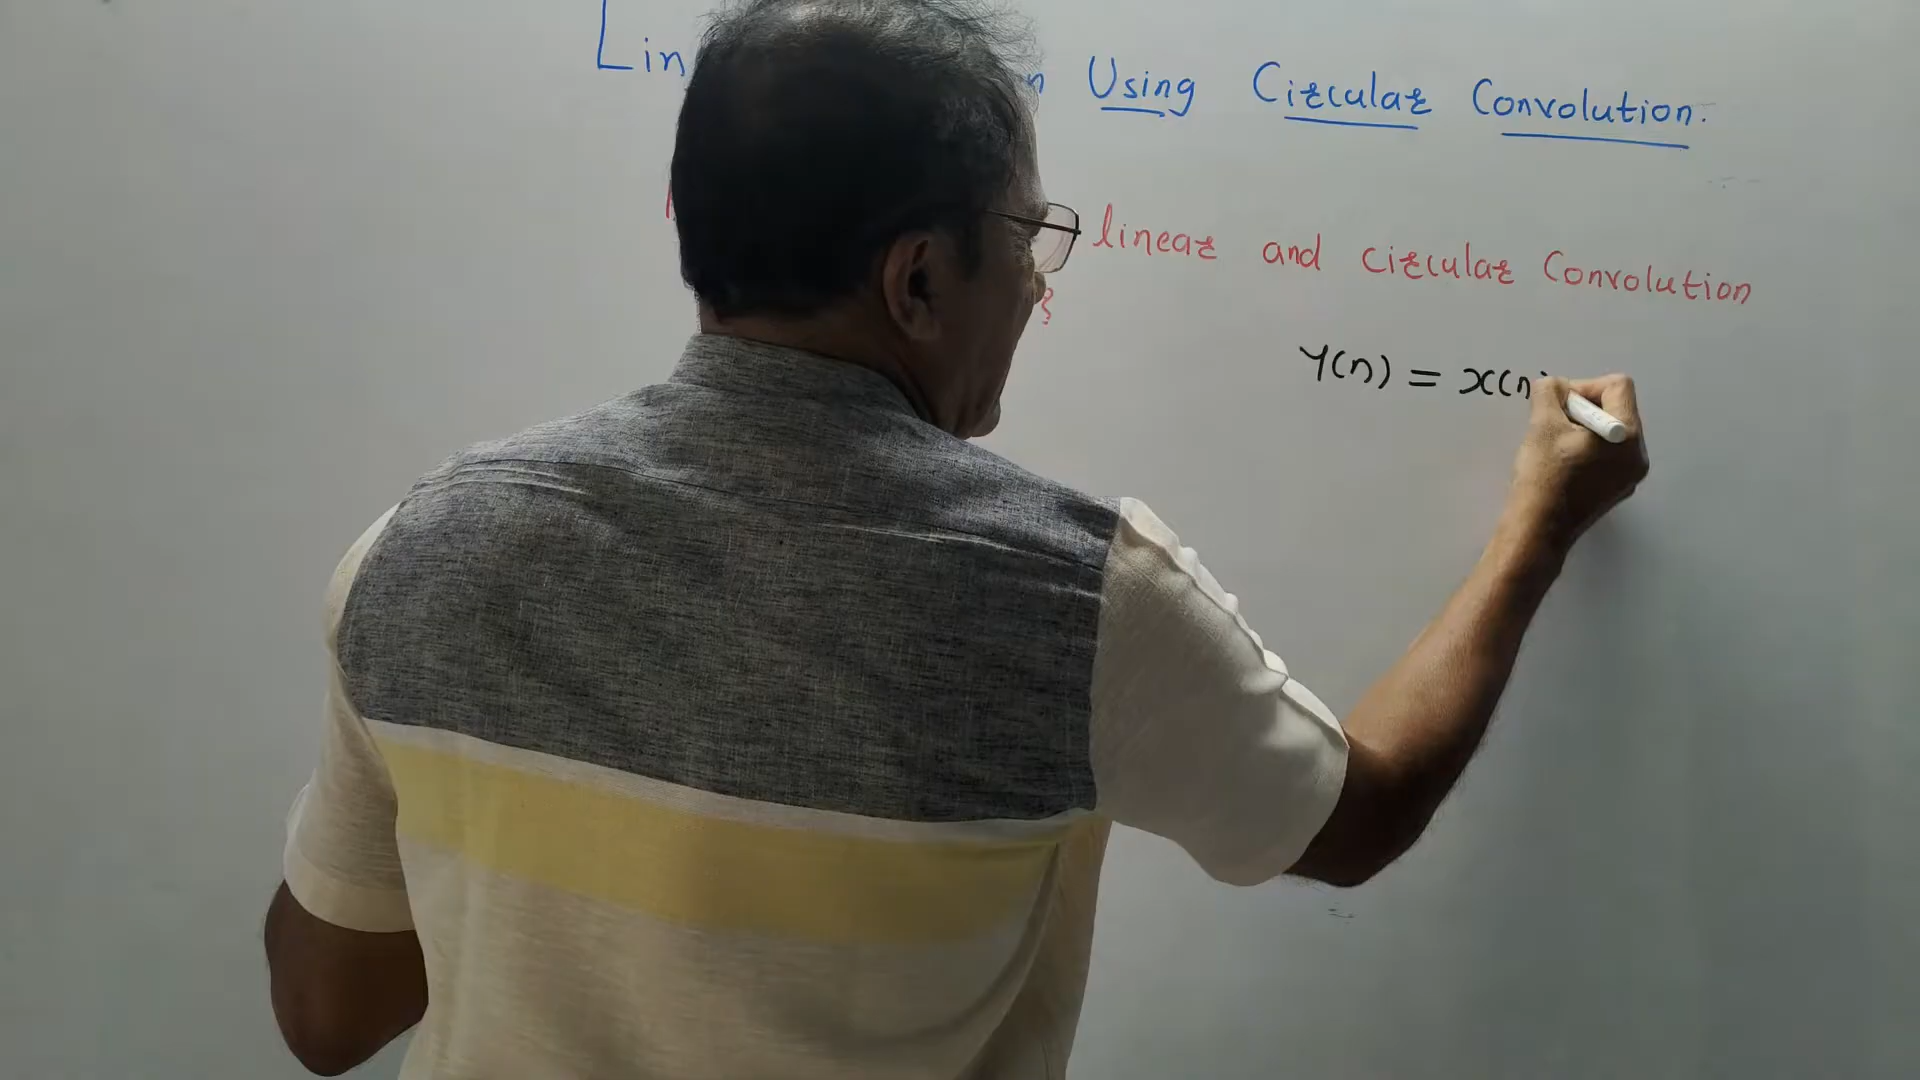 Lin Using Circular Convolution.
linear and circular Convolution
Y(n) = x(n)